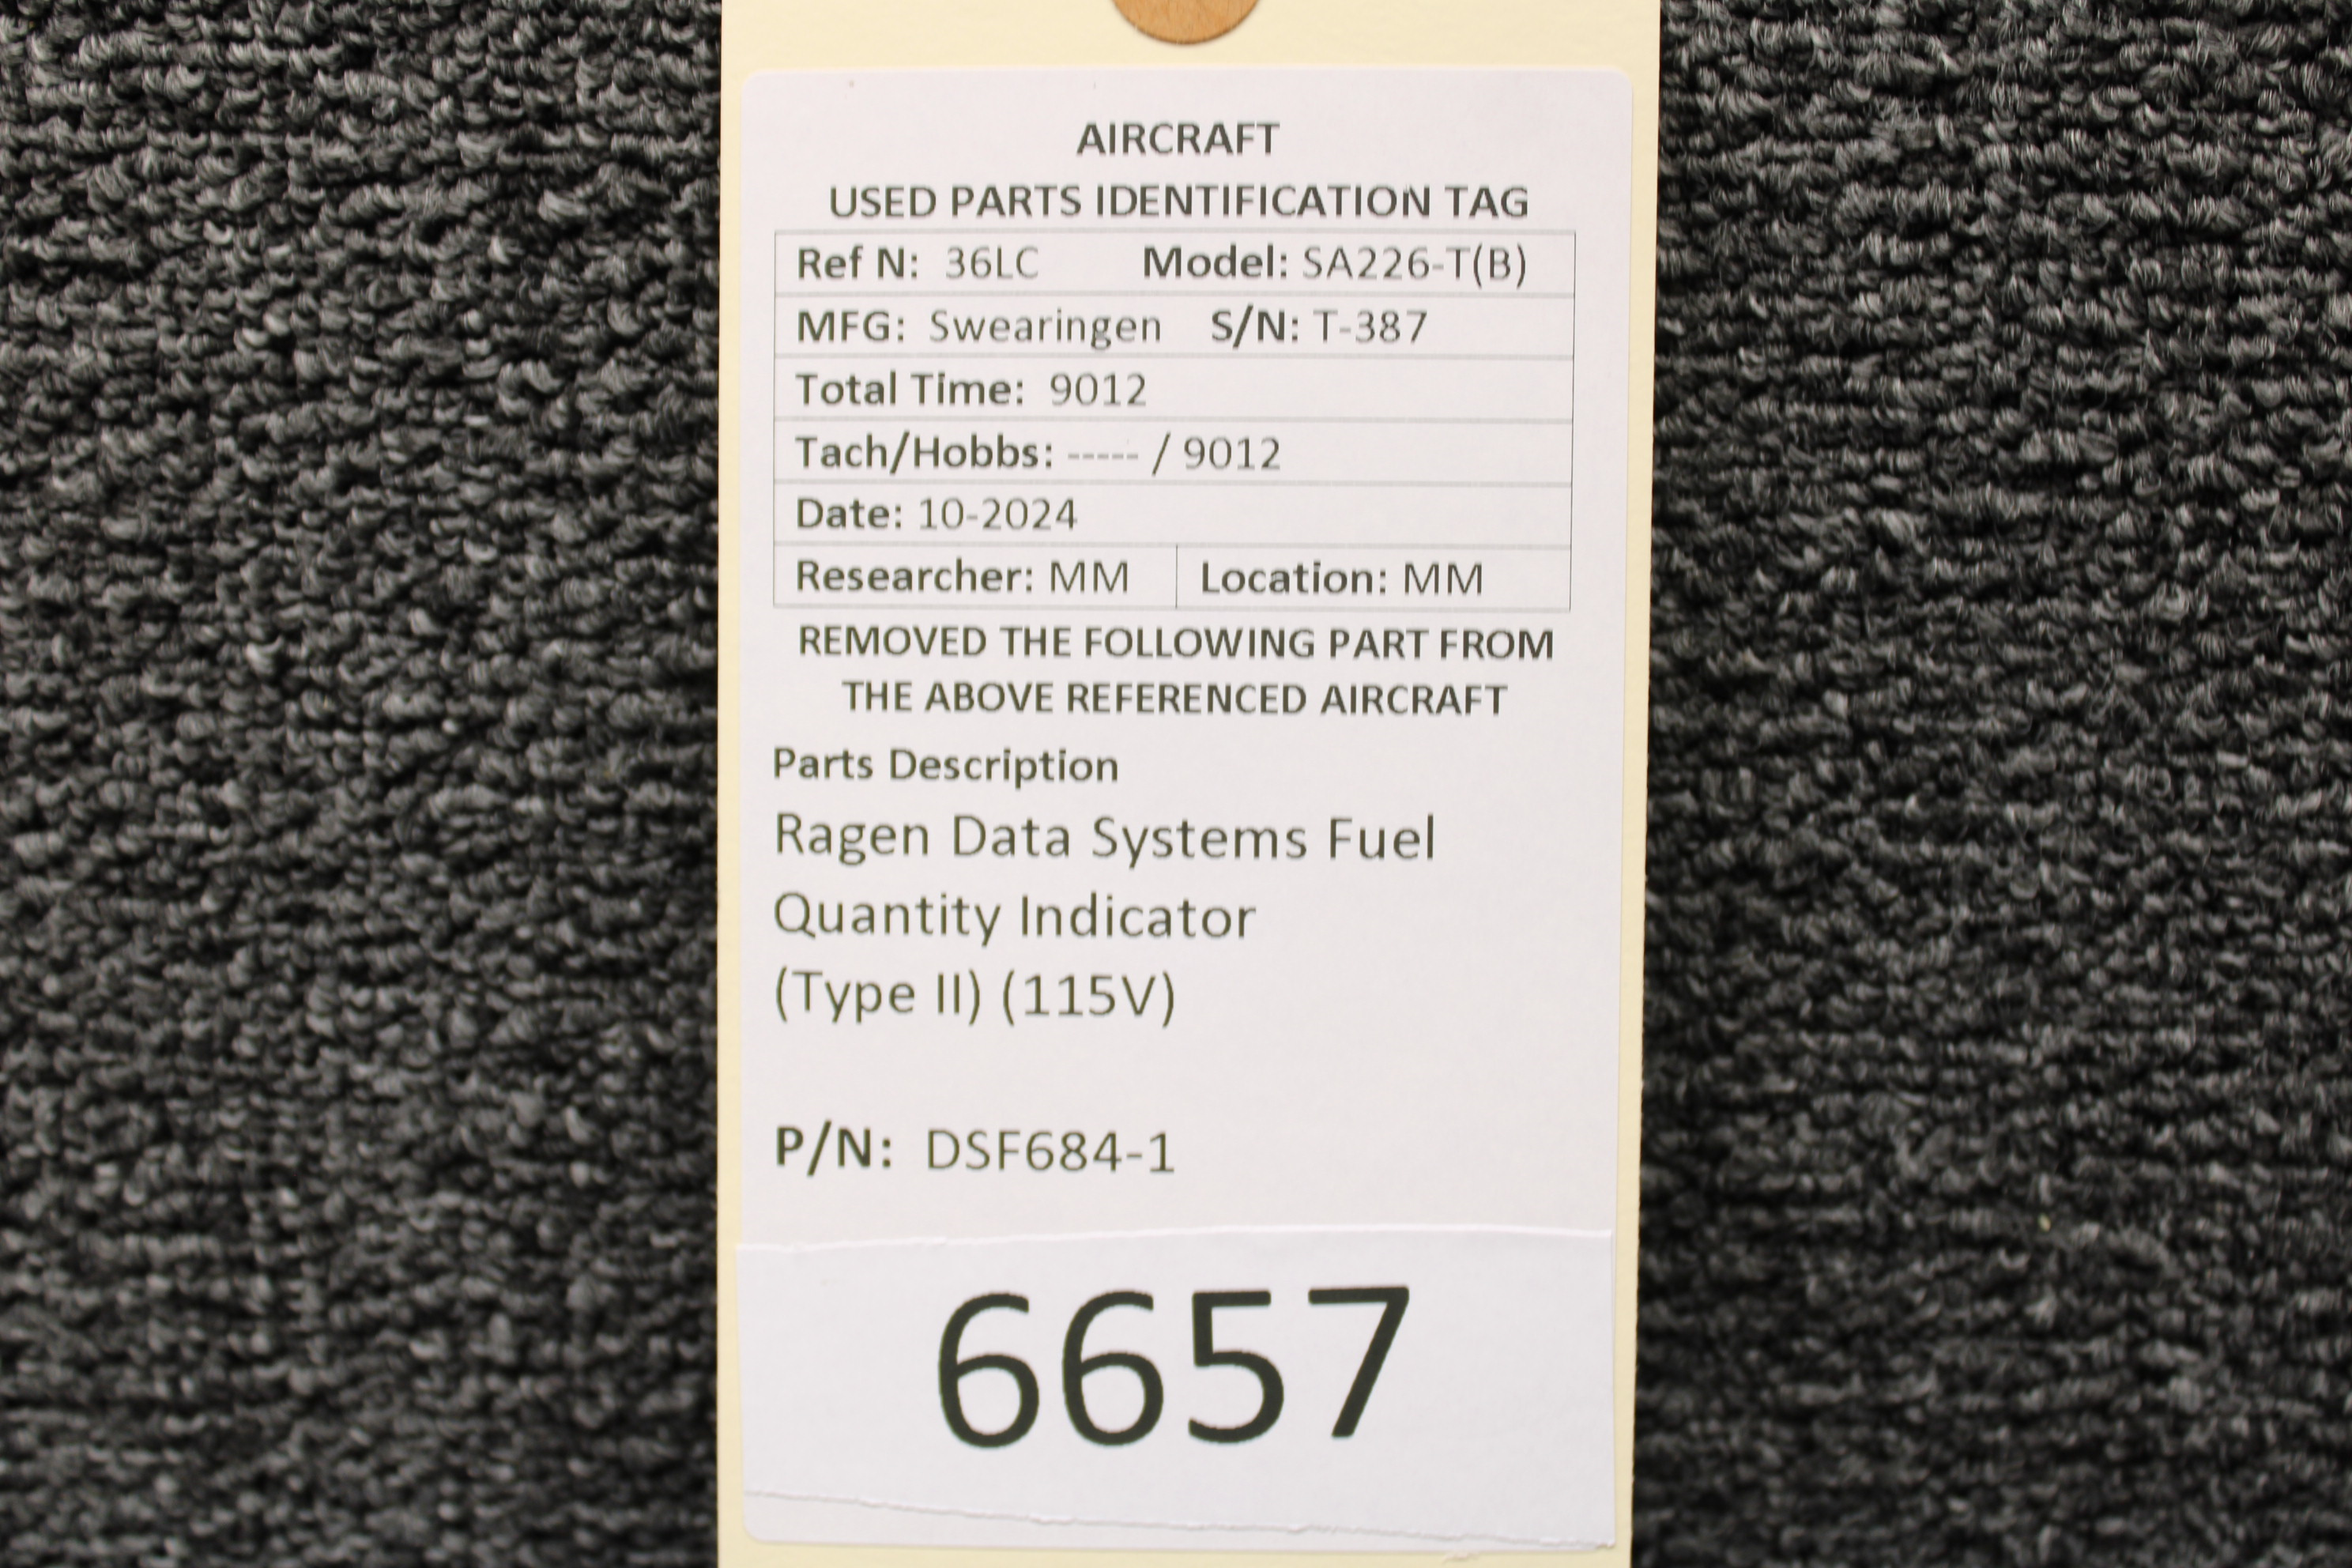 AIRCRAFT
USED PARTS IDENTIFICATION TAG
Ref N: 36LC Model: SA226-T(B)
MFG: Swearingen S/N: T-387
Total Time: 9012
Tach/Hobbs: ----- / 9012
Date: 10-2024
Researcher: MM Location: MM
REMOVED THE FOLLOWING PART FROM
THE ABOVE REFERENCED AIRCRAFT
Parts Description
Ragen Data Systems Fuel
Quantity Indicator
(Type II) (115V)
P/N: DSF684-1
6657